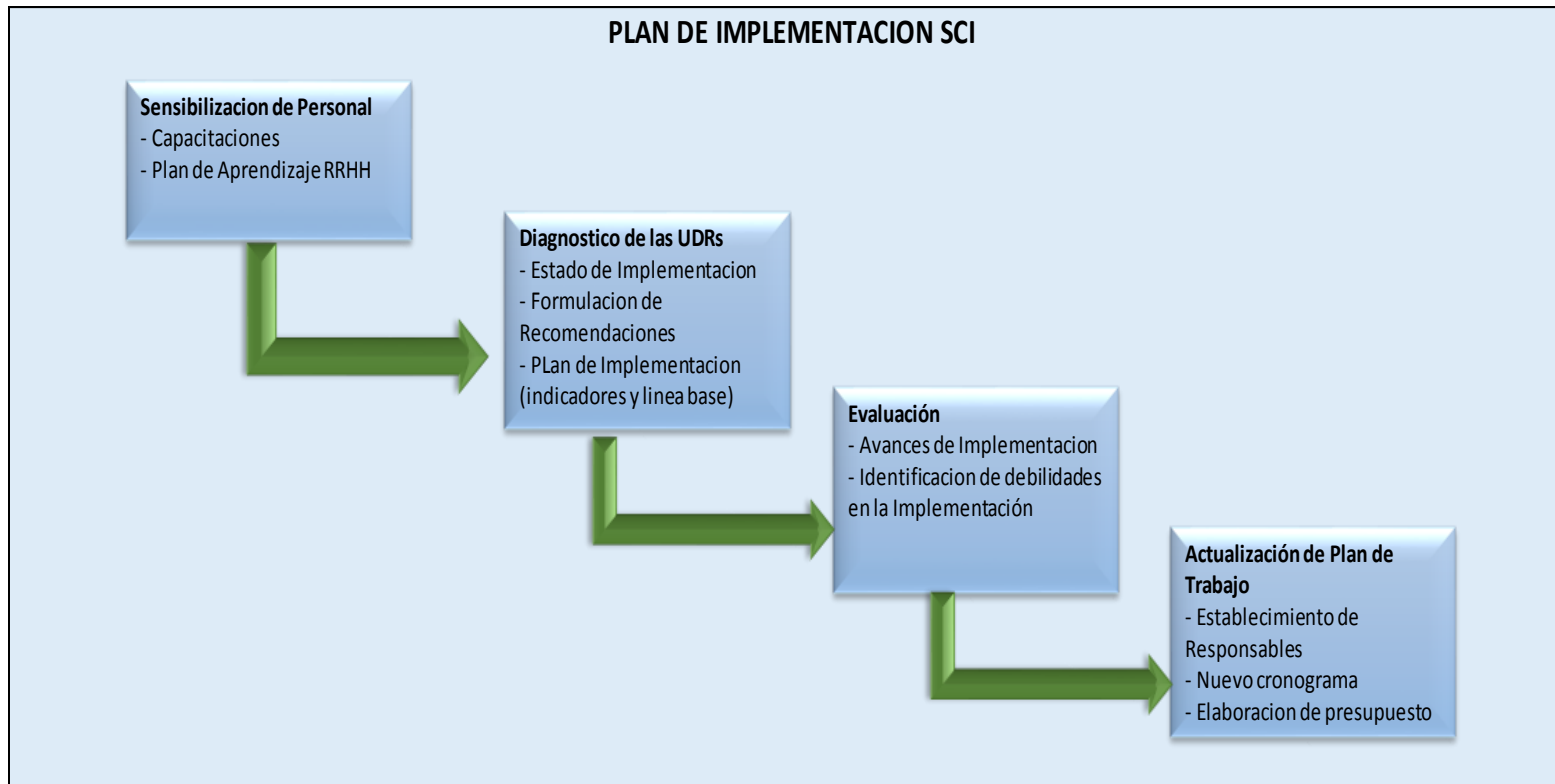 PLAN DE IMPLEMENTACION SCI
Sensibilizacion de Personal
- Capacitaciones
- Plan de Aprendizaje RRHH
Diagnostico de las UDRs
- Estado de Implementacion
- Formulacion de
Recomendaciones
- PLan de Implementacion
(indicadores y linea base)
Evaluación
- Avances de Implementacion
- Identificacion de debilidades
en la Implementación
Actualización de Plan de
Trabajo
- Establecimiento de
Responsables
- Nuevo cronograma
- Elaboracion de presupuesto